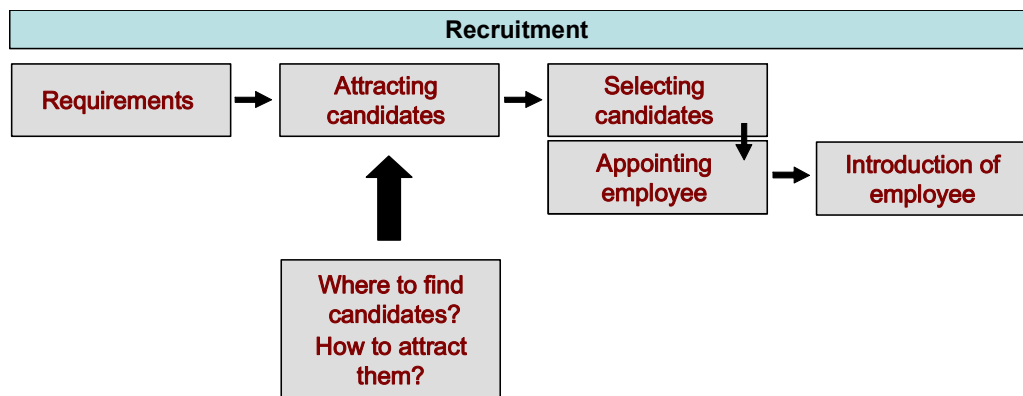 Recruitment
Requirements
Attracting
candidates
Selecting
candidates
Appointing
employee
Introduction of
employee
Where to find
candidates?
How to attract
them?